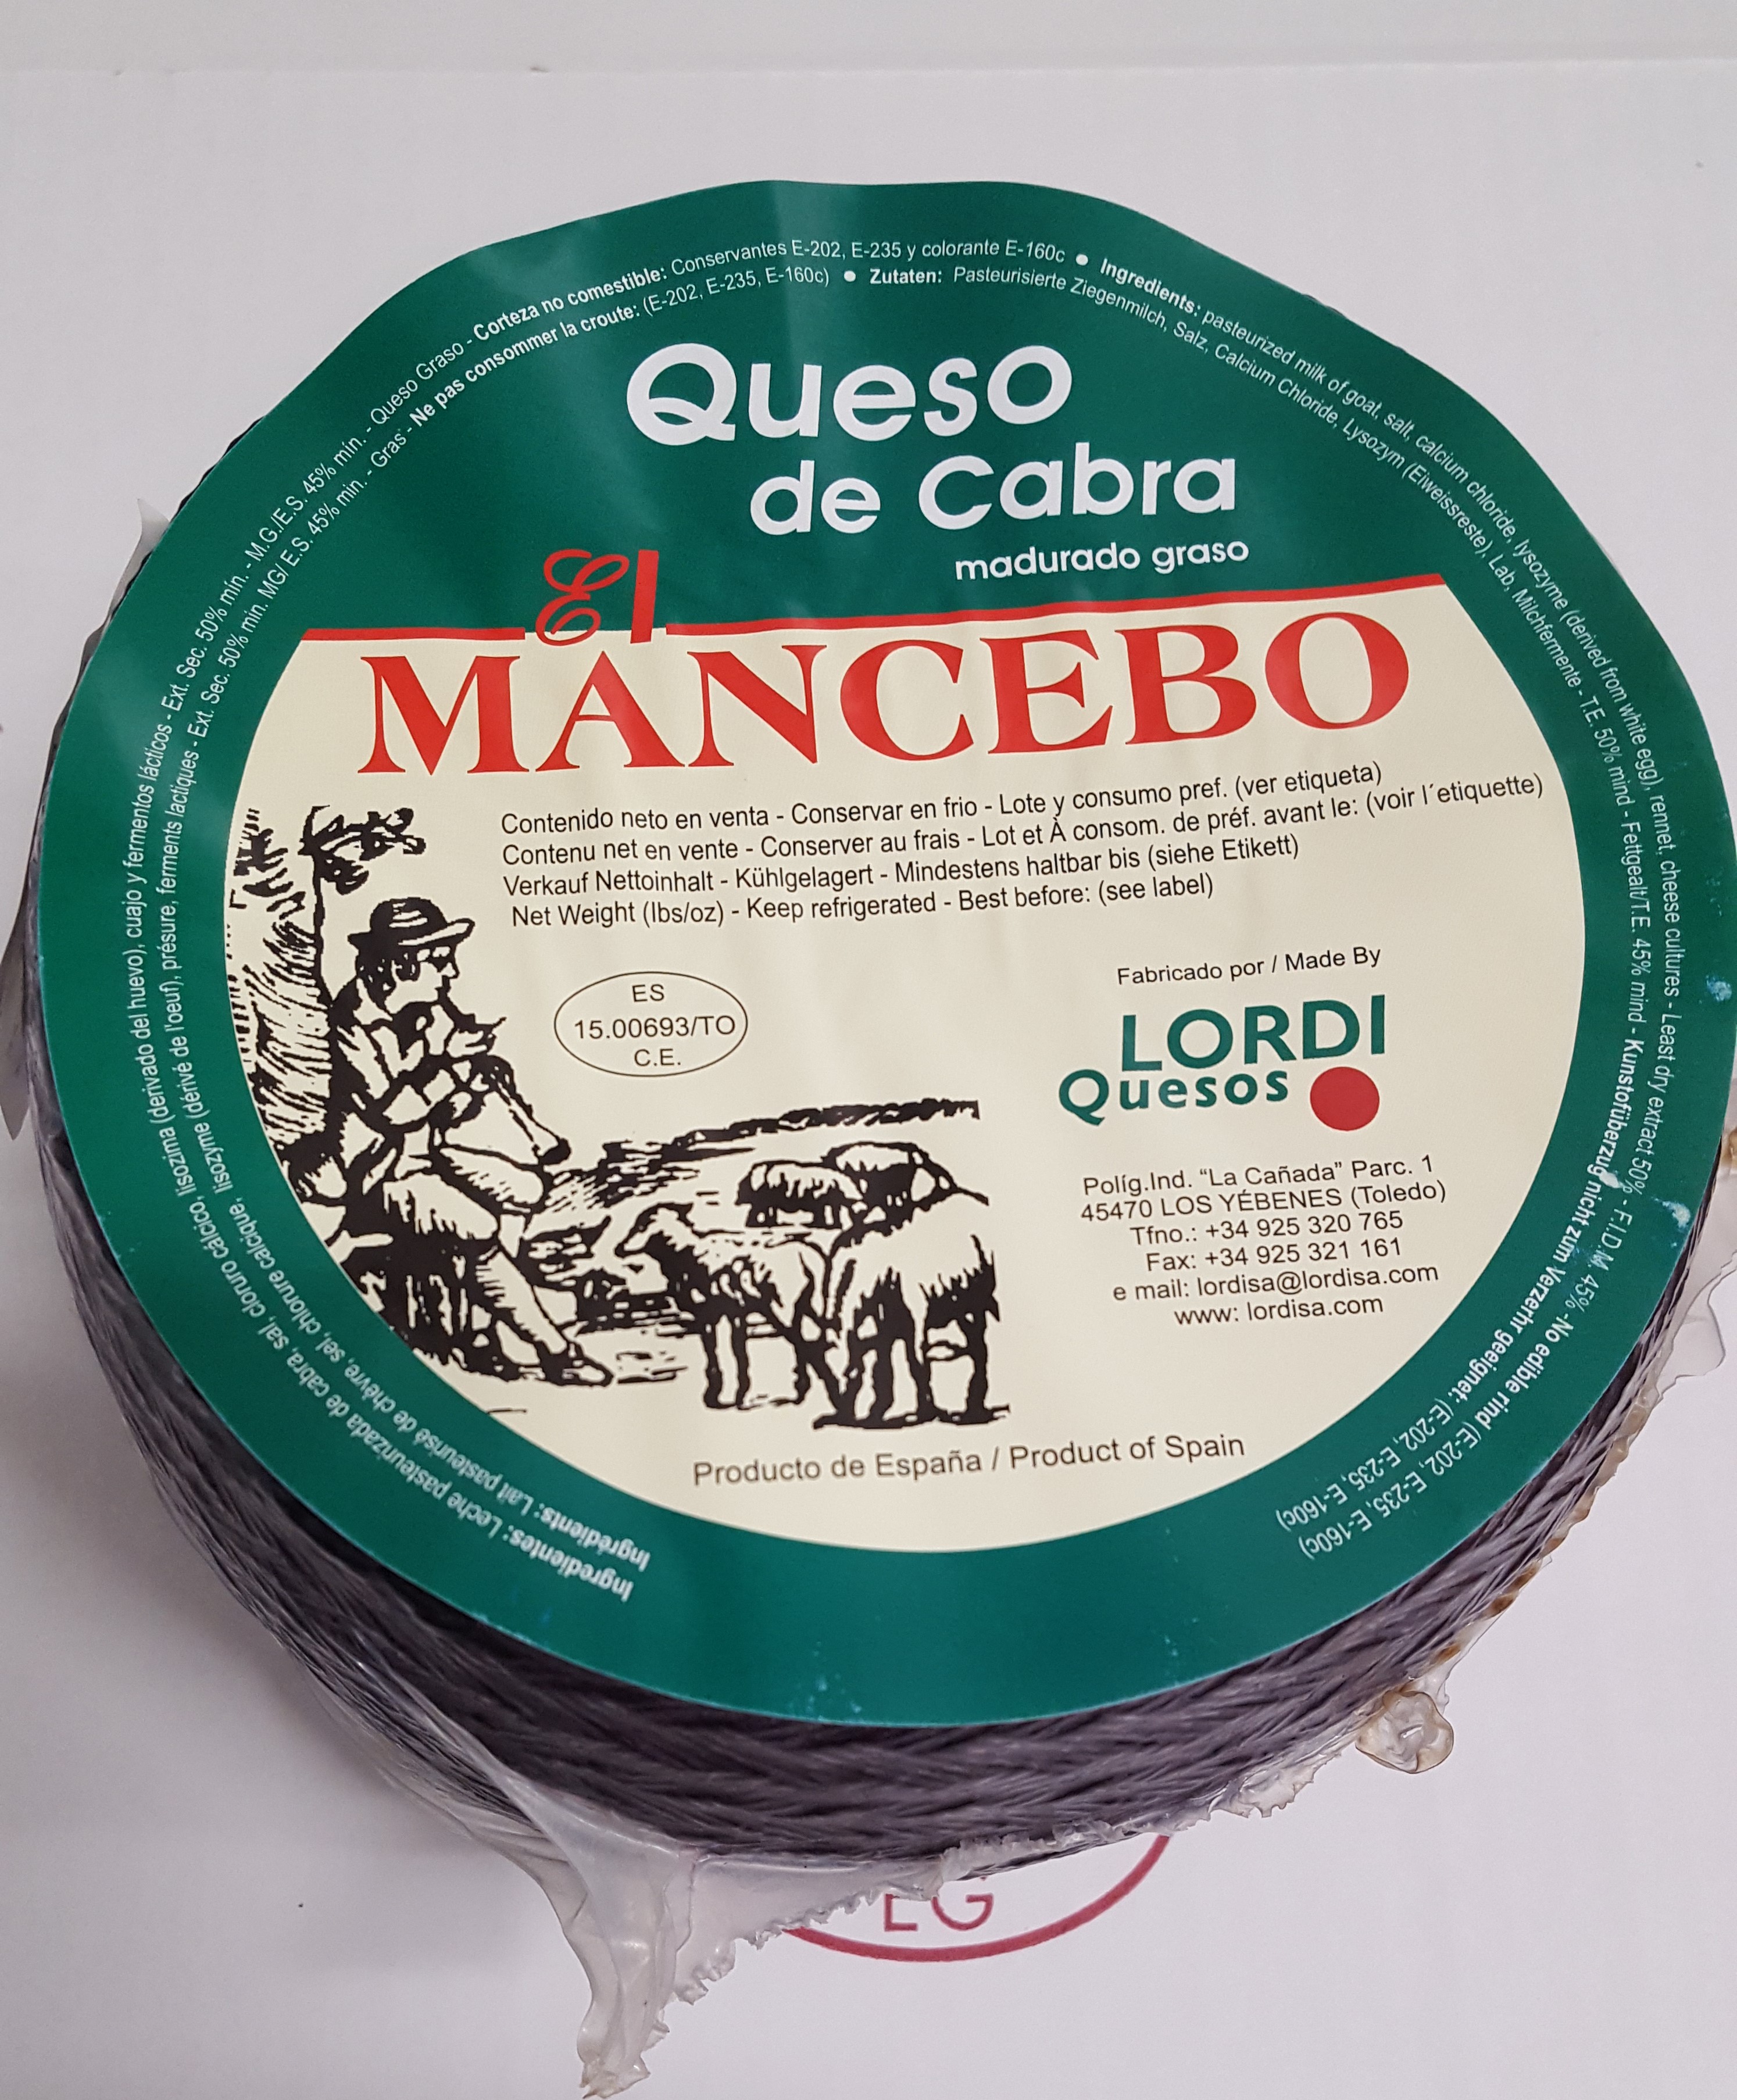 Ingredientes: Leche pasteurizada de cabra, sal, cloruro cálcico, lisozima (derivado del huevo), cuajo y fermentos lácticos - Ext. Sec. 50% mín. - M.G./E.S. 45% mín. - Queso Graso - Corteza no comestible: Conservantes E-202, E-235 y colorante E-160c ● Ingredients: pasteurized milk of goat, salt, calcium chloride, lysozyme (derived from white egg), rennet, cheese cultures - Least dry extract 50% - F./D.M. 45% -No edible rind (E-202, E-235, E-160c)
Ingrédients: Lait pasteurisé de chèvre, sel, chlorure calcique, lisozyme (dérivé de l'oeuf), présure, ferments lactiques - Ext. Sec. 50% min. MG/ E.S. 45% min. - Gras - Ne pas consommer la croute: (E-202, E-235, E-160c) ● Zutaten: Pasteurisierte Ziegenmilch, Salz, Calcium Chloride, Lysozym (Eiweissreste), Lab, Milchfermente - T.E. 50% mind - Fettgealt/T.E. 45% mind - Kunstofüberzug nicht zum Verzerhr geeignet: (E-202, E-235, E-160c)
Queso
de Cabra
madurado graso
El
MANCEBO
Contenido neto en venta - Conservar en frio - Lote y consumo pref. (ver etiqueta)
Contenu net en vente - Conserver au frais - Lot et À consom. de préf. avant le: (voir l´etiquette)
Verkauf Nettoinhalt - Kühlgelagert - Mindestens haltbar bis (siehe Etikett)
Net Weight (lbs/oz) - Keep refrigerated - Best before: (see label)
ES
15.00693/TO
C.E.
Fabricado por / Made By
LORDI
Quesos
Políg.Ind. “La Cañada” Parc. 1
45470 LOS YÉBENES (Toledo)
Tfno.: +34 925 320 765
Fax: +34 925 321 161
e mail: lordisa@lordisa.com
www: lordisa.com
Producto de España / Product of Spain
EG